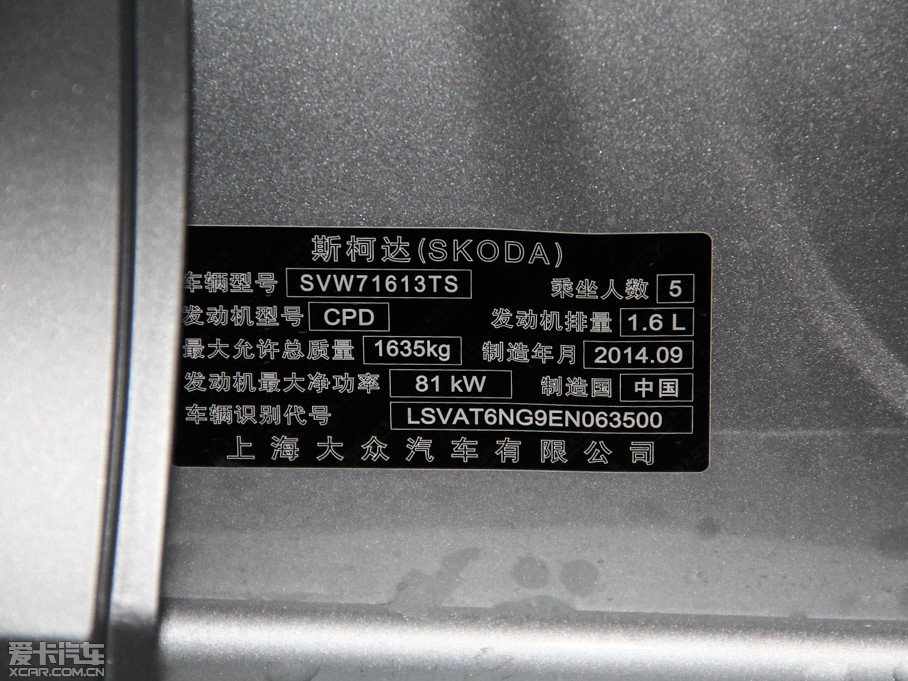 斯柯达(SKODA)
车辆型号 SVW71613TS 乘坐人数 5
发动机型号 CPD 发动机排量 1.6 L
最大允许总质量 1635kg 制造年月 2014.09
发动机最大净功率 81 kW 制造国 中国
车辆识别代号 LSVAT6NG9EN063500
上海大众汽车有限公司
爱卡汽车
XCAR.COM.CN